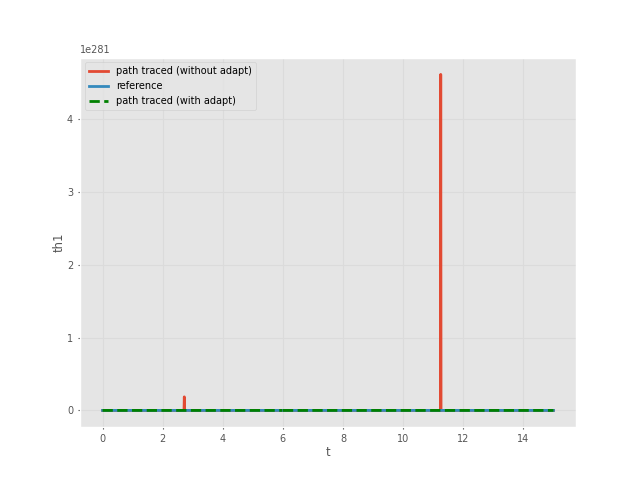 1e281
path traced (without adapt)
reference
path traced (with adapt)
4
3
2
1
0
th1
0 2 4 6 8 10 12 14
t